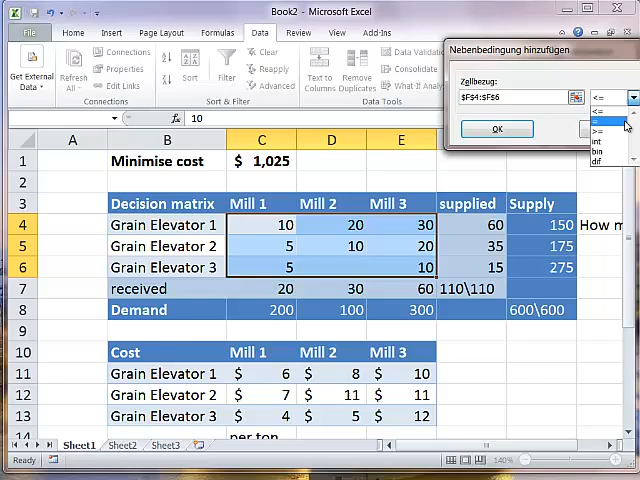 Book2 - Microsoft Excel
File Home Insert Page Layout Formulas Data Review View Add-Ins
Get External Data
Refresh All
Connections
Properties
Edit Links
Connections
Sort
Filter
Clear
Reapply
Advanced
Sort & Filter
Text to Columns
Remove Duplicates
Data Validation
Consolidate
Nebenbedingung hinzufügen
Zellbezug:
$F$4:$F$6
<=
<=
=
>=
int
bin
dif
OK
fx 10
A B C D E
1 Minimise cost $ 1,025
2
3 Decision matrix Mill 1 Mill 2 Mill 3 supplied Supply
4 Grain Elevator 1 10 20 30 60 150 How m
5 Grain Elevator 2 5 10 20 35 175
6 Grain Elevator 3 5 10 15 275
7 received 20 30 60 110\110
8 Demand 200 100 300 600\600
9
10 Cost Mill 1 Mill 2 Mill 3
11 Grain Elevator 1 $ 6 $ 8 $ 10
12 Grain Elevator 2 $ 7 $ 11 $ 11
13 Grain Elevator 3 $ 4 $ 5 $ 12
14 per ton
Sheet1 Sheet2 Sheet3
Ready 140%